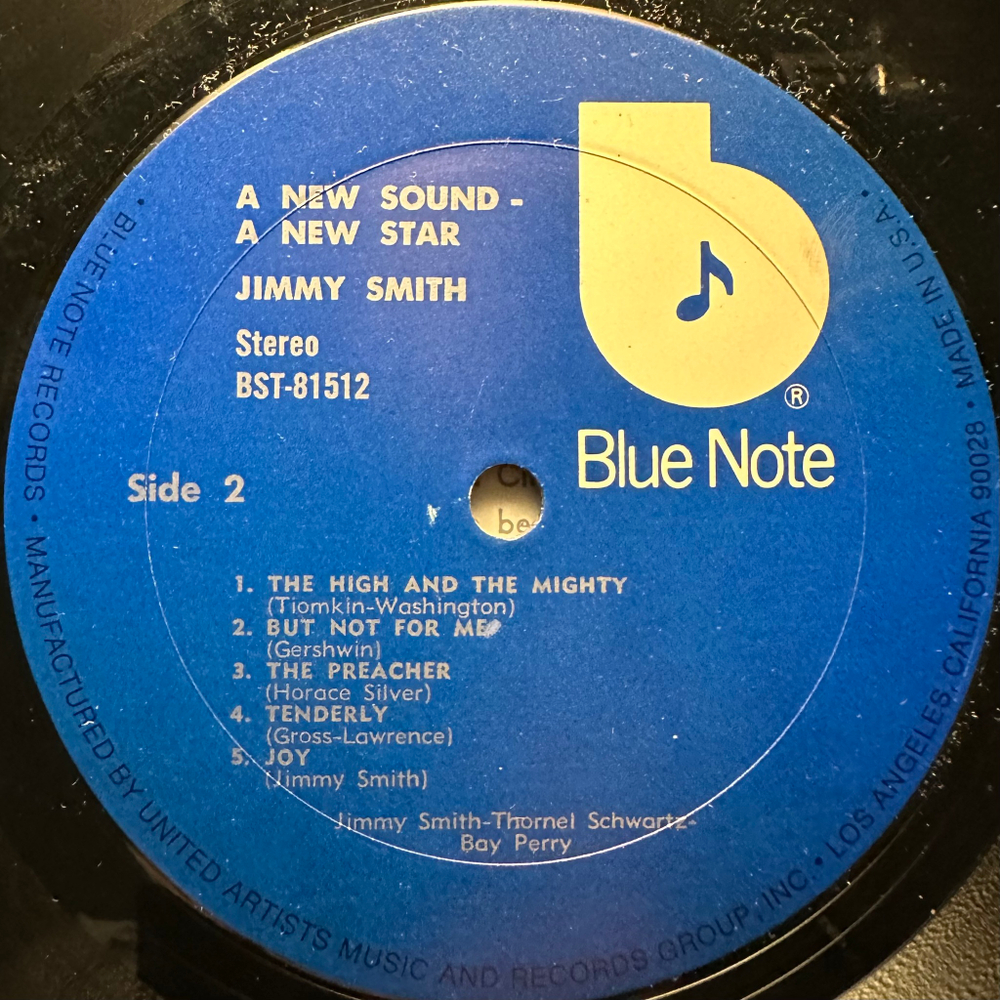 A NEW SOUND -
A NEW STAR
JIMMY SMITH
Stereo
BST-81512
®
Blue Note
Side 2
be
1. THE HIGH AND THE MIGHTY
(Tiomkin-Washington)
2. BUT NOT FOR ME
(Gershwin)
3. THE PREACHER
(Horace Silver)
4. TENDERLY
(Gross-Lawrence)
5. JOY
(Jimmy Smith)
Jimmy Smith-Thornel Schwartz-
Bay Perry
• BLUE NOTE RECORDS • MANUFACTURED BY UNITED ARTISTS MUSIC AND RECORDS GROUP, INC. • LOS ANGELES, CALIFORNIA 90028 • MADE IN U.S.A. •